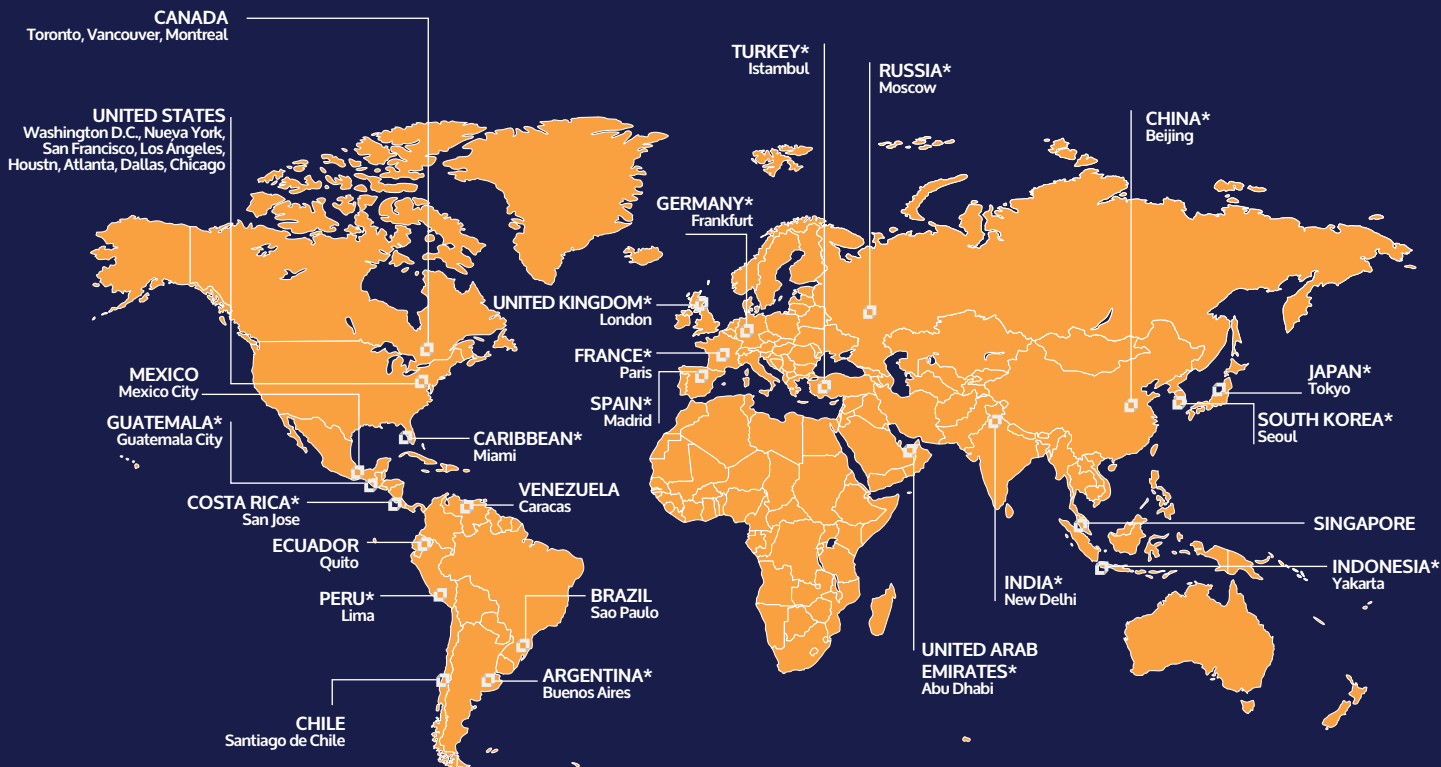 CANADA
Toronto, Vancouver, Montreal
UNITED STATES
Washington D.C., Nueva York,
San Francisco, Los Ángeles,
Houstn, Atlanta, Dallas, Chicago
MEXICO
Mexico City
GUATEMALA*
Guatemala City
COSTA RICA*
San Jose
ECUADOR
Quito
PERU*
Lima
CHILE
Santiago de Chile
CARIBBEAN*
Miami
VENEZUELA
Caracas
BRAZIL
Sao Paulo
ARGENTINA*
Buenos Aires
TURKEY*
Istambul
RUSSIA*
Moscow
GERMANY*
Frankfurt
UNITED KINGDOM*
London
FRANCE*
Paris
SPAIN*
Madrid
CHINA*
Beijing
JAPAN*
Tokyo
SOUTH KOREA*
Seoul
SINGAPORE
INDONESIA*
Yakarta
INDIA*
New Delhi
UNITED ARAB
EMIRATES*
Abu Dhabi